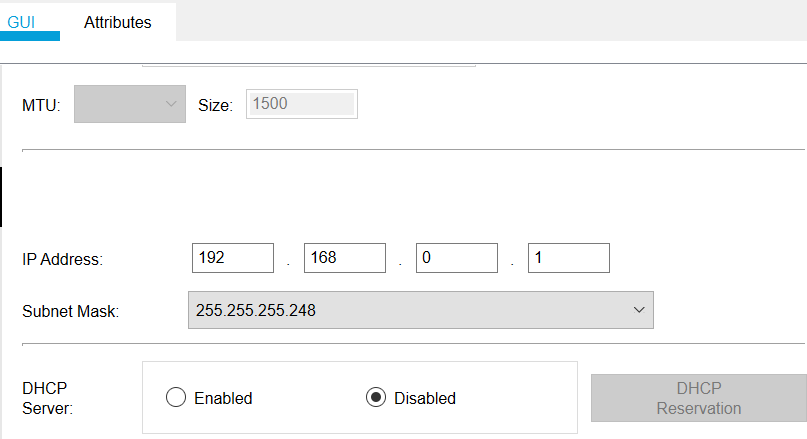 GUI Attributes
MTU: Size: 1500
IP Address: 192 . 168 . 0 . 1
Subnet Mask: 255.255.255.248
DHCP
Server:
Enabled Disabled
DHCP
Reservation